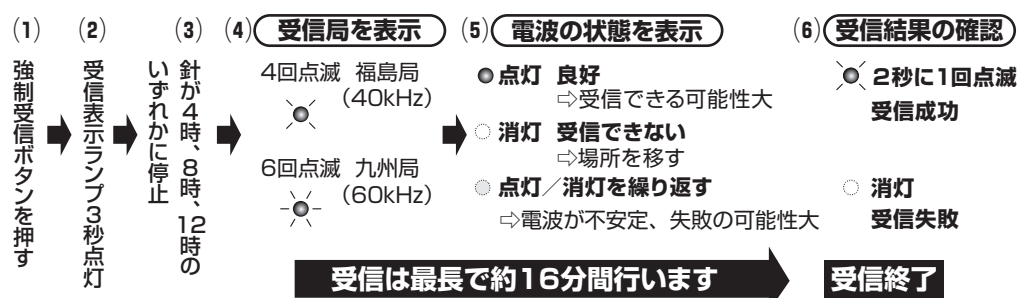 (1)
強制受信ボタンを押す
(2)
受信表示ランプ3秒点灯
(3)
針が4時、8時、12時の
いずれかに停止
(4) 受信局を表示
4回点滅 福島局
(40kHz)
6回点滅 九州局
(60kHz)
(5) 電波の状態を表示
点灯 良好
⇨受信できる可能性大
消灯 受信できない
⇨場所を移す
点灯/消灯を繰り返す
⇨電波が不安定、失敗の可能性大
(6) 受信結果の確認
2秒に1回点滅
受信成功
消灯
受信失敗
受信は最長で約16分間行います
受信終了